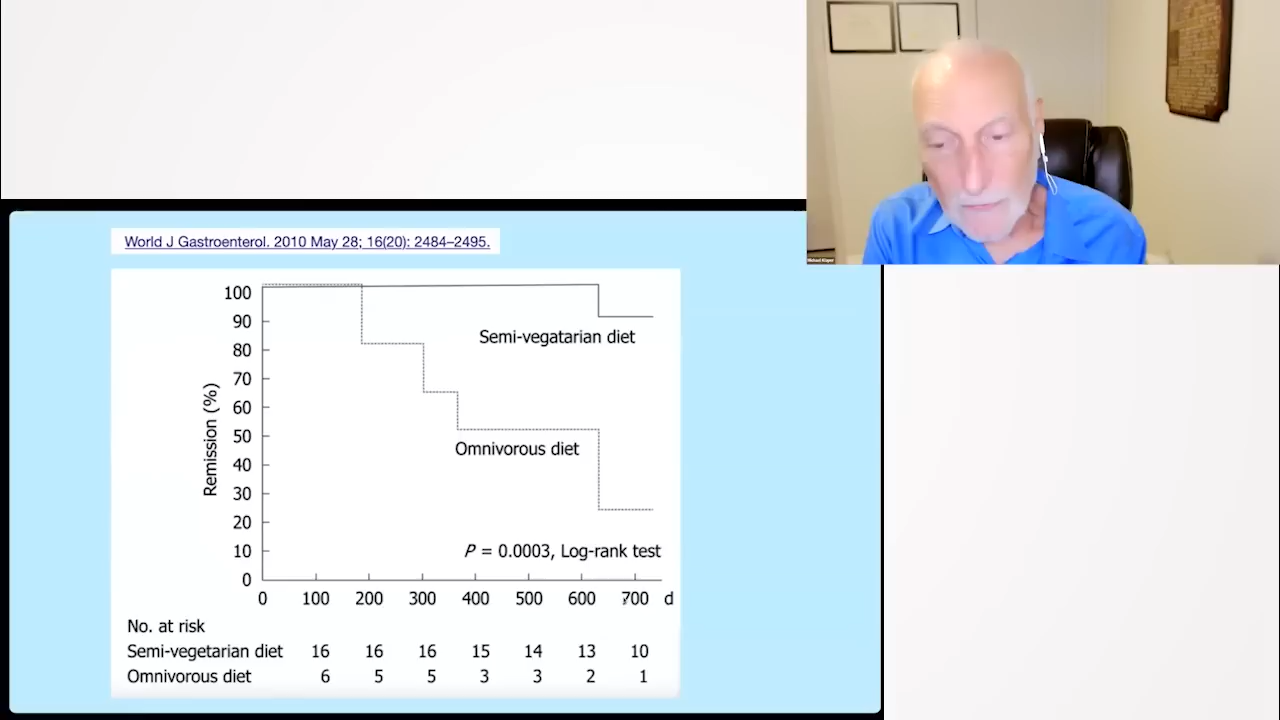 World J Gastroenterol. 2010 May 28; 16(20): 2484–2495.
100
90
80
70
60
50
40
30
20
10
0
Remission (%)
Semi-vegatarian diet
Omnivorous diet
P = 0.0003, Log-rank test
0 100 200 300 400 500 600 700 d
No. at risk
Semi-vegetarian diet 16 16 16 15 14 13 10
Omnivorous diet 6 5 5 3 3 2 1